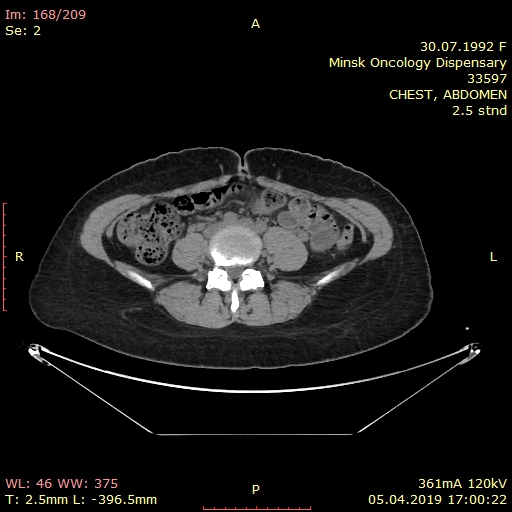 Im: 168/209
Se: 2
A
30.07.1992 F
Minsk Oncology Dispensary
33597
CHEST, ABDOMEN
2.5 stnd
R
L
WL: 46 WW: 375
T: 2.5mm L: -396.5mm
P
361mA 120kV
05.04.2019 17:00:22